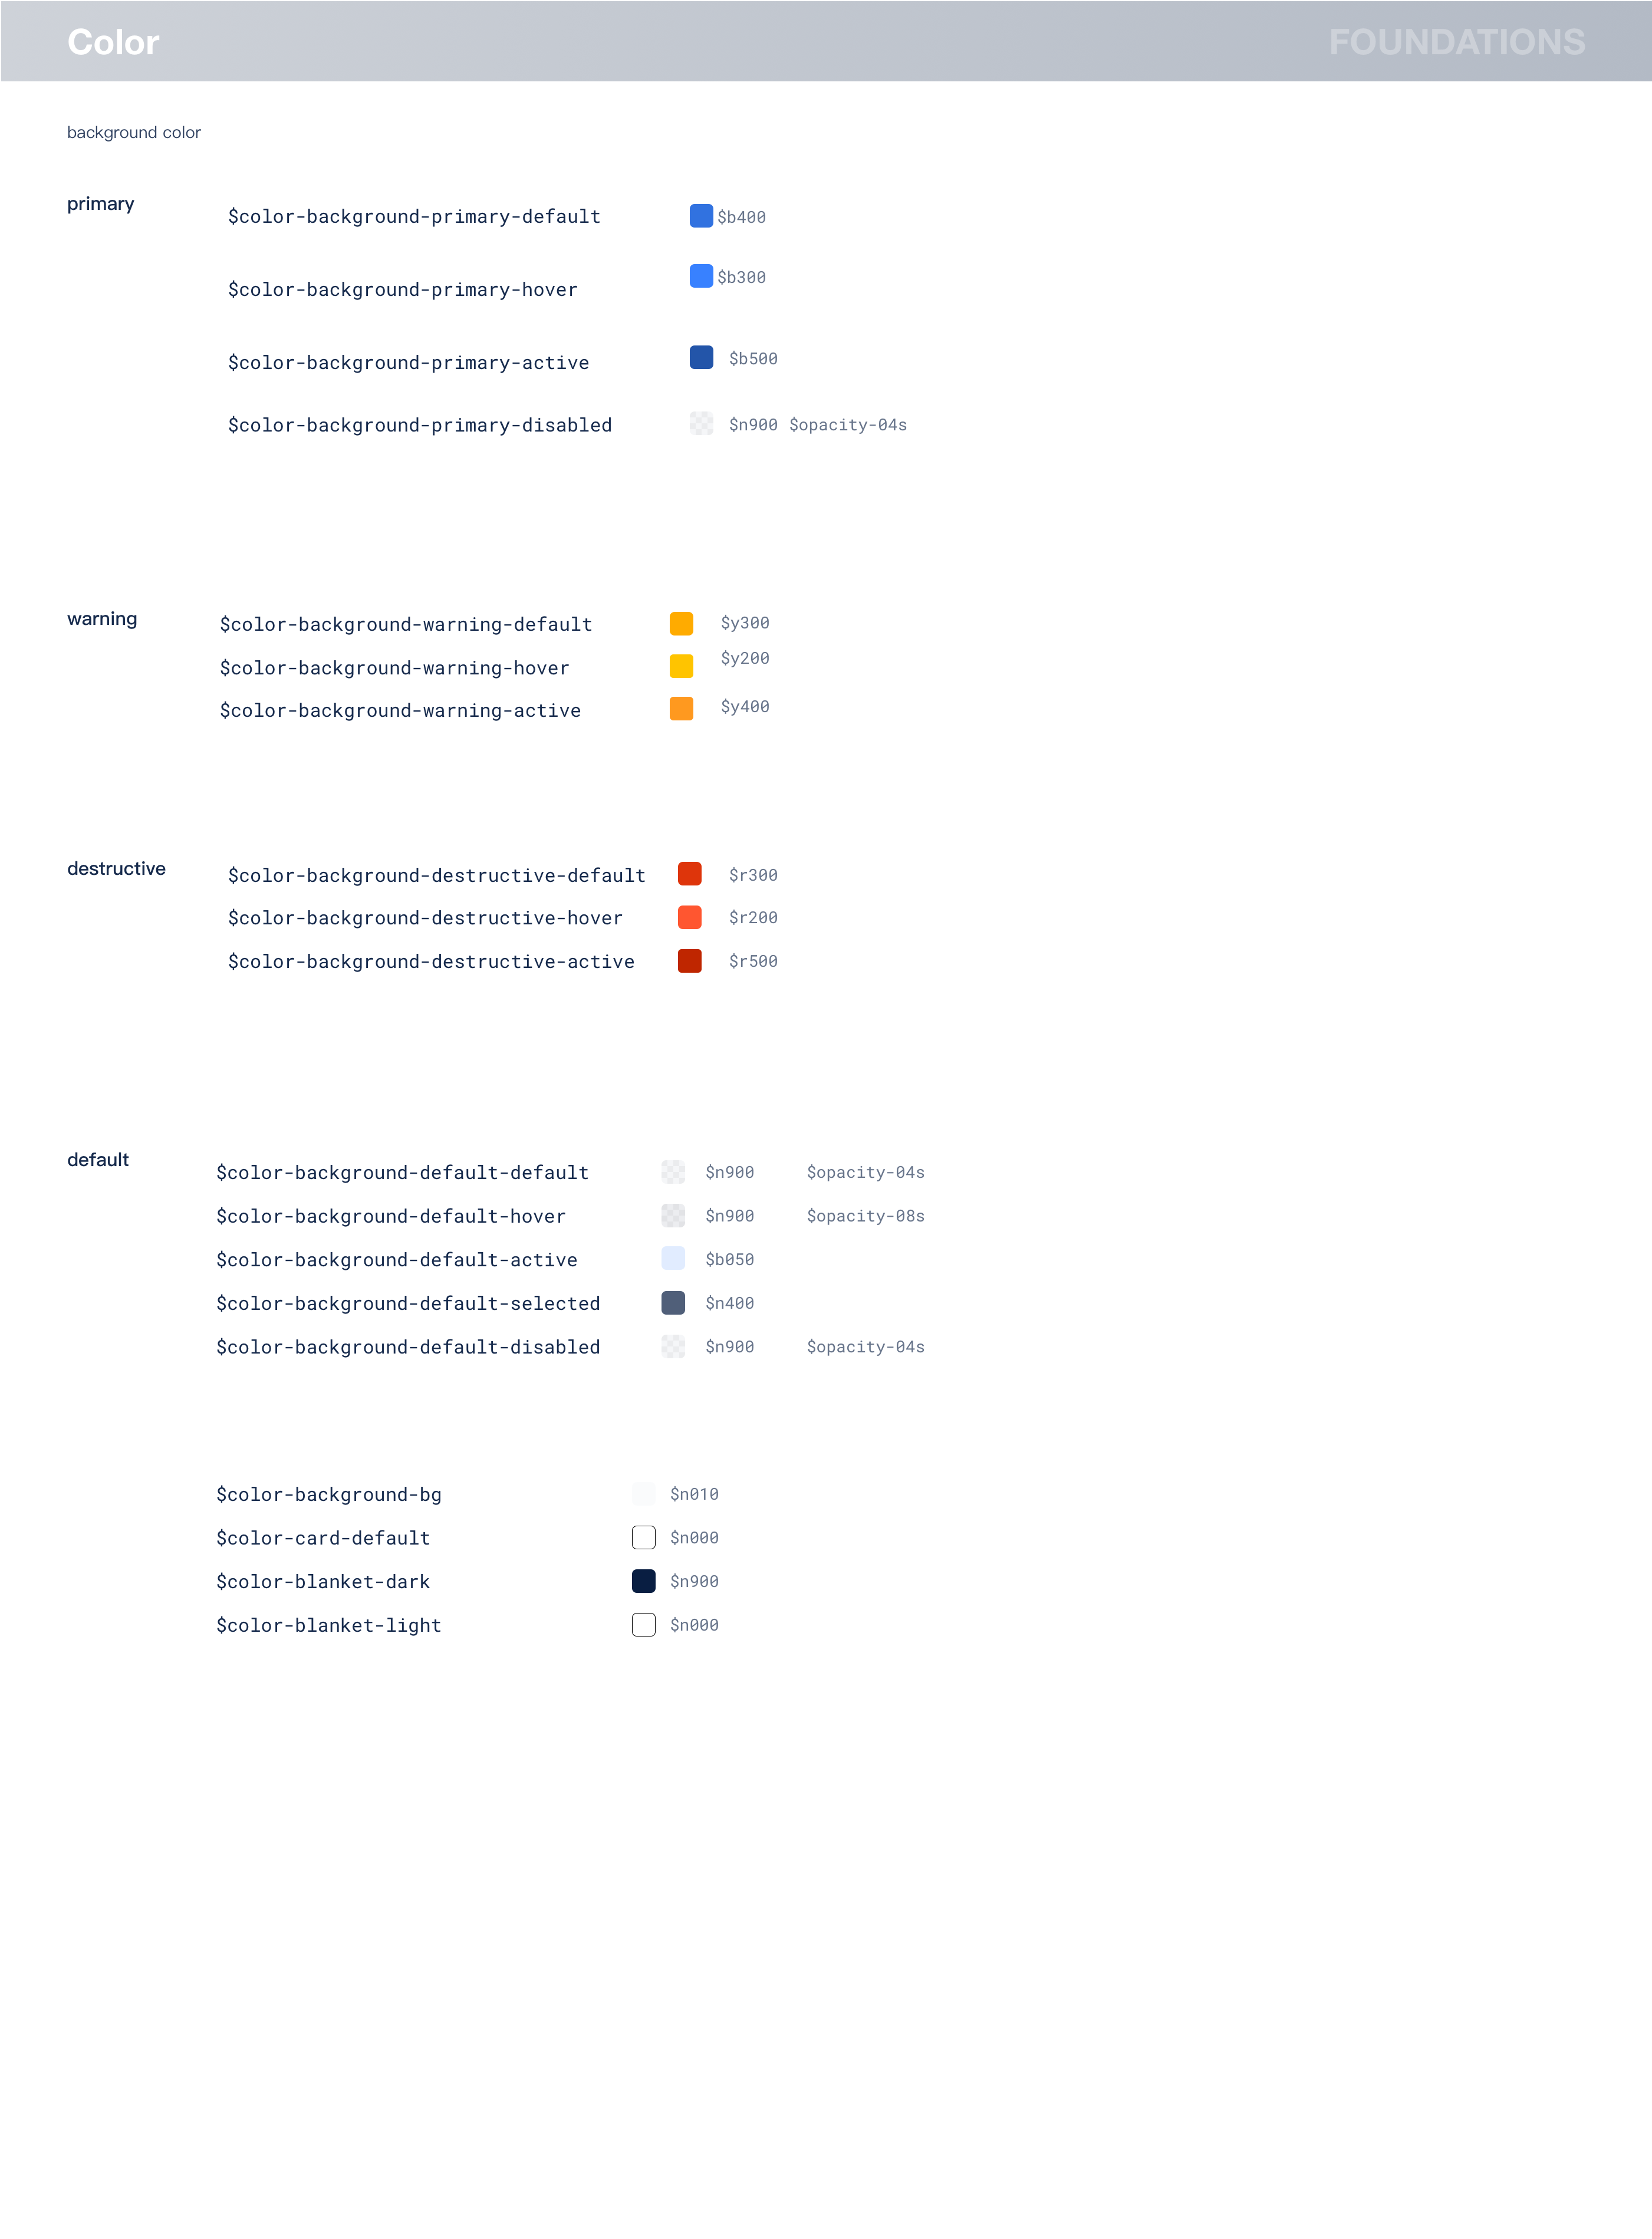 Color FOUNDATIONS
background color
primary
$color-background-primary-default $b400
$color-background-primary-hover $b300
$color-background-primary-active $b500
$color-background-primary-disabled $n900 $opacity-04s
warning
$color-background-warning-default $y300
$color-background-warning-hover $y200
$color-background-warning-active $y400
destructive
$color-background-destructive-default $r300
$color-background-destructive-hover $r200
$color-background-destructive-active $r500
default
$color-background-default-default $n900 $opacity-04s
$color-background-default-hover $n900 $opacity-08s
$color-background-default-active $b050
$color-background-default-selected $n400
$color-background-default-disabled $n900 $opacity-04s
$color-background-bg $n010
$color-card-default $n000
$color-blanket-dark $n900
$color-blanket-light $n000